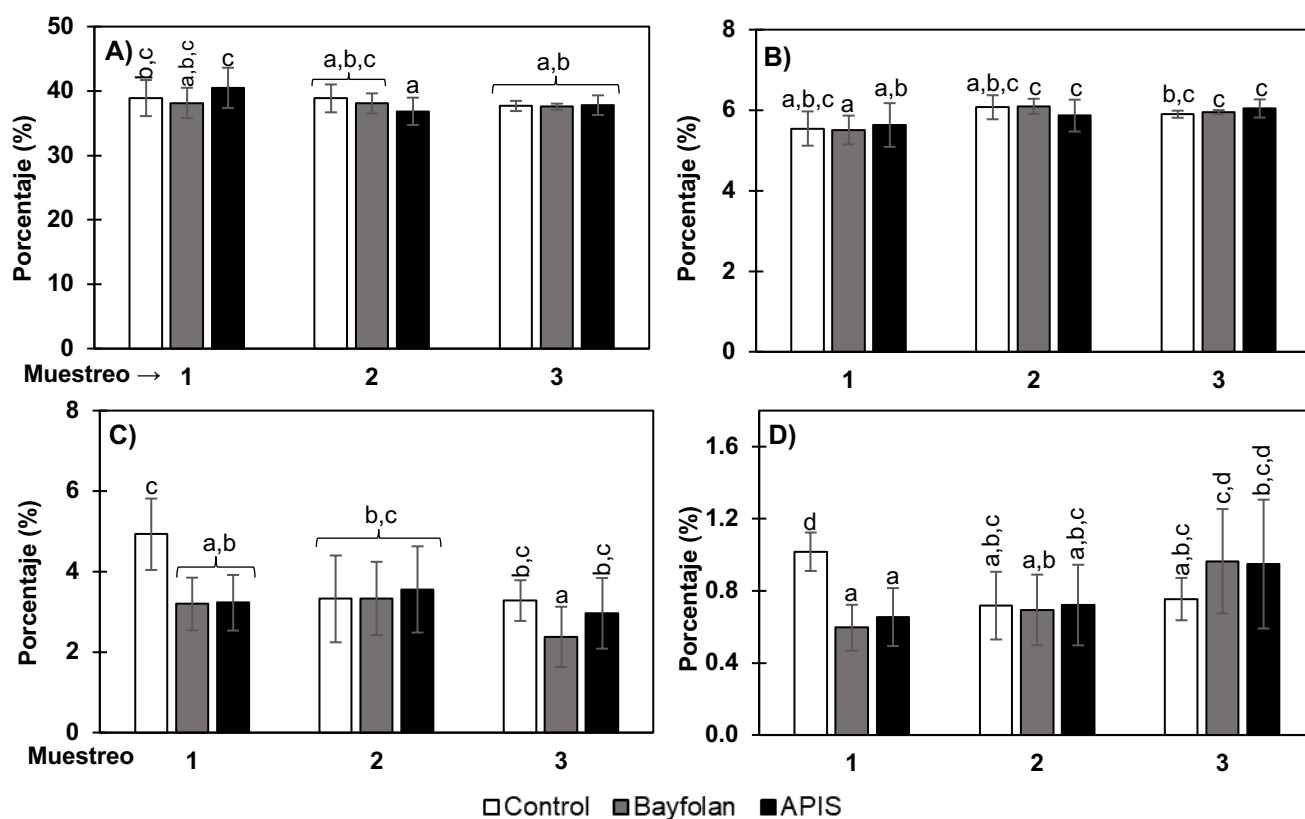 A)
Porcentaje (%)
50
40
30
20
10
0
b,c
a,b,c
c
a,b,c
a
a,b
Muestreo → 1 2 3
B)
Porcentaje (%)
8
6
4
2
0
a,b,c a a,b
a,b,c c c
b,c c c
1 2 3
C)
Porcentaje (%)
8
6
4
2
0
c
a,b
b,c
b,c a b,c
Muestreo 1 2 3
D)
Porcentaje (%)
1.6
1.2
0.8
0.4
0.0
d a a
a,b,c a,b a,b,c
a,b,c c,d b,c,d
1 2 3
Control Bayfolan APIS